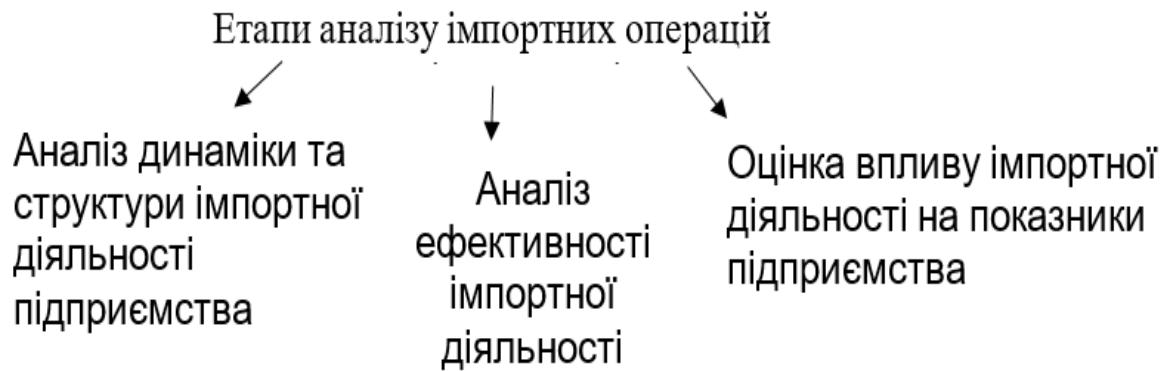 Етапи аналізу імпортних операцій
Аналіз динаміки та
структури імпортної
діяльності
підприємства
Аналіз
ефективності
імпортної
діяльності
Оцінка впливу імпортної
діяльності на показники
підприємства